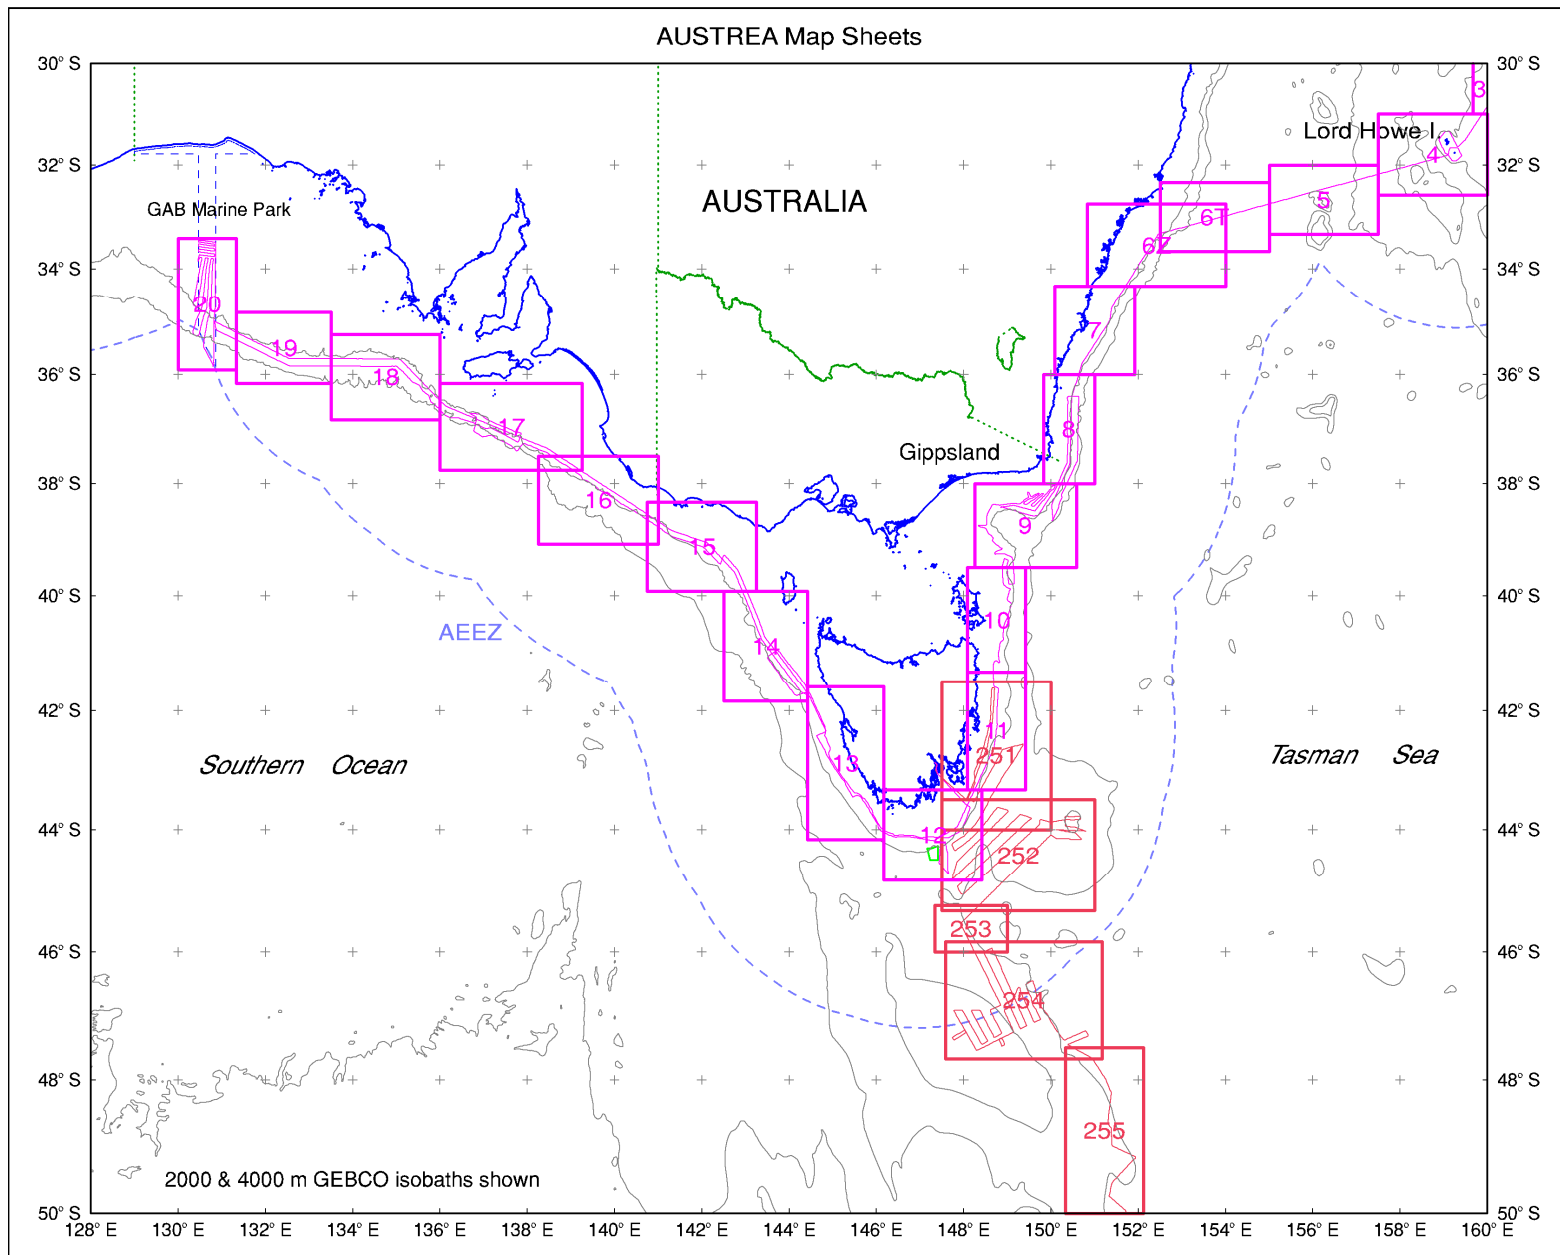 AUSTREA Map Sheets
30° S
30° S
3
Lord Howe I.
4
32° S
32° S
AUSTRALIA
5
GAB Marine Park
6T
6Z
34° S
34° S
20
7
19
18
36° S
36° S
17
8
Gippsland
38° S
38° S
16
9
15
40° S
40° S
10
AEEZ
14
42° S
42° S
11
251
Southern Ocean
13
Tasman Sea
44° S
44° S
12
252
253
46° S
46° S
254
48° S
48° S
255
2000 & 4000 m GEBCO isobaths shown
50° S
50° S
128° E 130° E 132° E 134° E 136° E 138° E 140° E 142° E 144° E 146° E 148° E 150° E 152° E 154° E 156° E 158° E 160° E